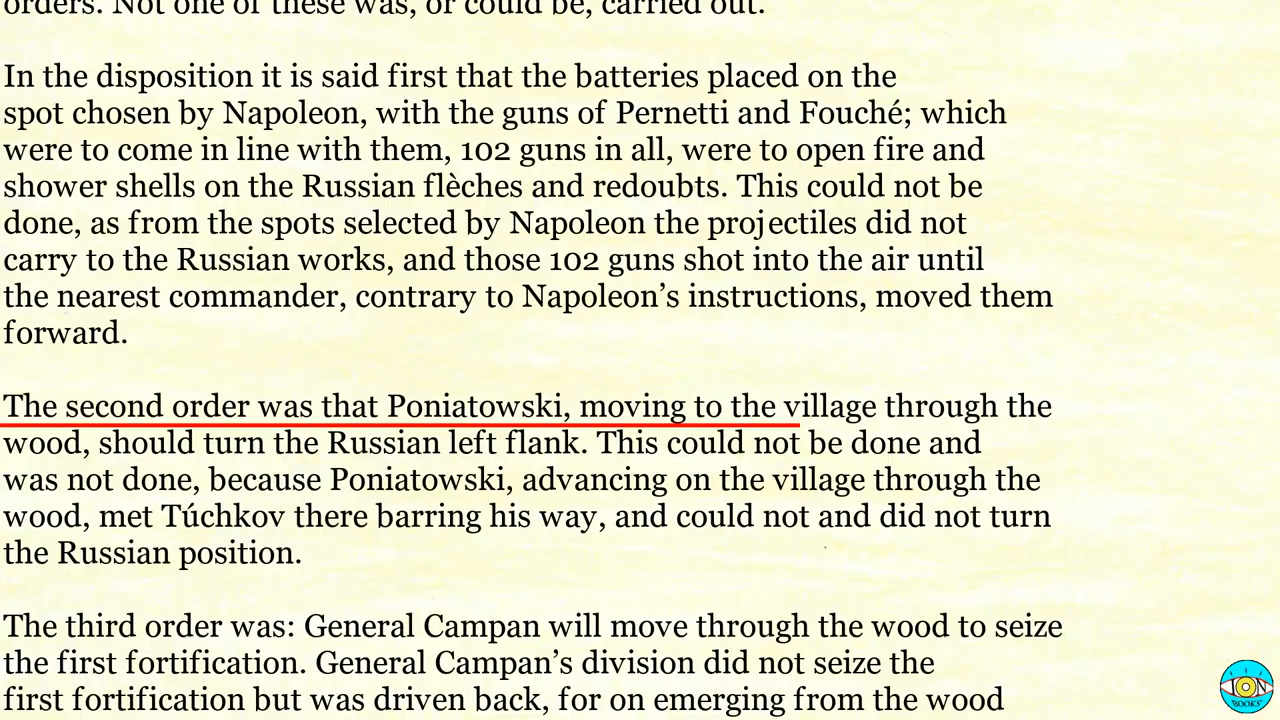 orders. Not one of these was, or could be, carried out.
In the disposition it is said first that the batteries placed on the
spot chosen by Napoleon, with the guns of Pernetti and Fouché; which
were to come in line with them, 102 guns in all, were to open fire and
shower shells on the Russian flèches and redoubts. This could not be
done, as from the spots selected by Napoleon the projectiles did not
carry to the Russian works, and those 102 guns shot into the air until
the nearest commander, contrary to Napoleon’s instructions, moved them
forward.
The second order was that Poniatowski, moving to the village through the
wood, should turn the Russian left flank. This could not be done and
was not done, because Poniatowski, advancing on the village through the
wood, met Túchkov there barring his way, and could not and did not turn
the Russian position.
The third order was: General Campan will move through the wood to seize
the first fortification. General Campan’s division did not seize the
first fortification but was driven back, for on emerging from the wood
ION
BOOKS